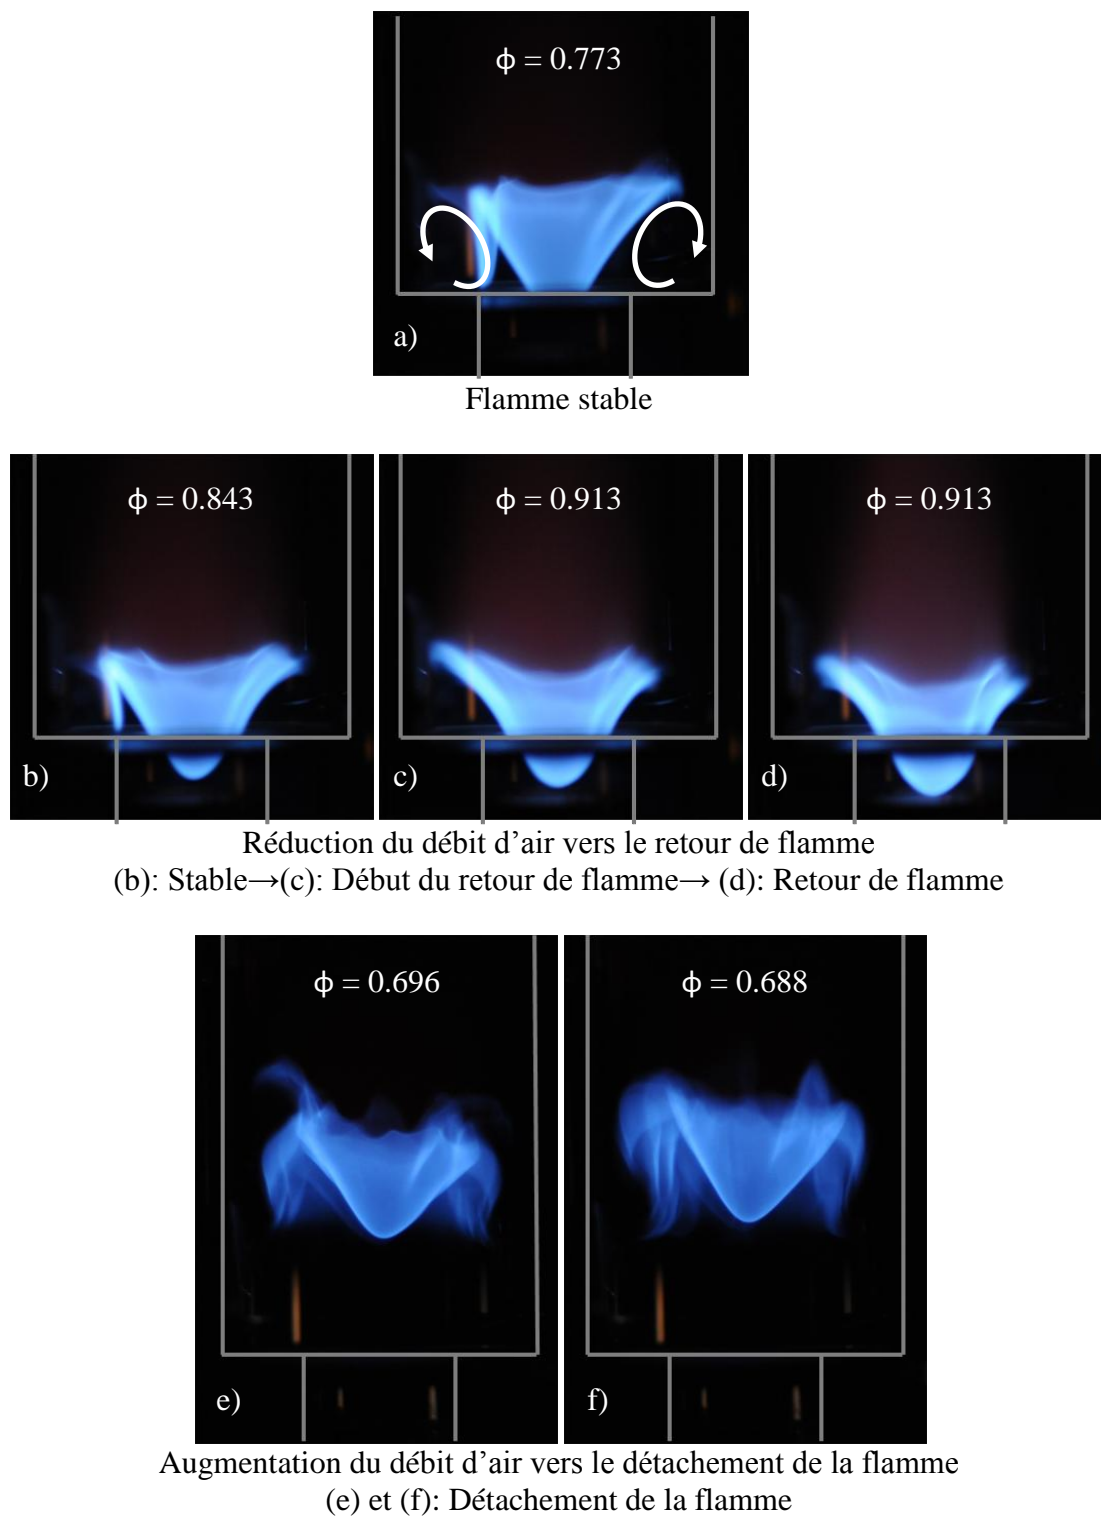 ϕ = 0.773
a)
Flamme stable
ϕ = 0.843
ϕ = 0.913
ϕ = 0.913
b)
c)
d)
Réduction du débit d’air vers le retour de flamme
(b): Stable→(c): Début du retour de flamme→ (d): Retour de flamme
ϕ = 0.696
ϕ = 0.688
e)
f)
Augmentation du débit d’air vers le détachement de la flamme
(e) et (f): Détachement de la flamme